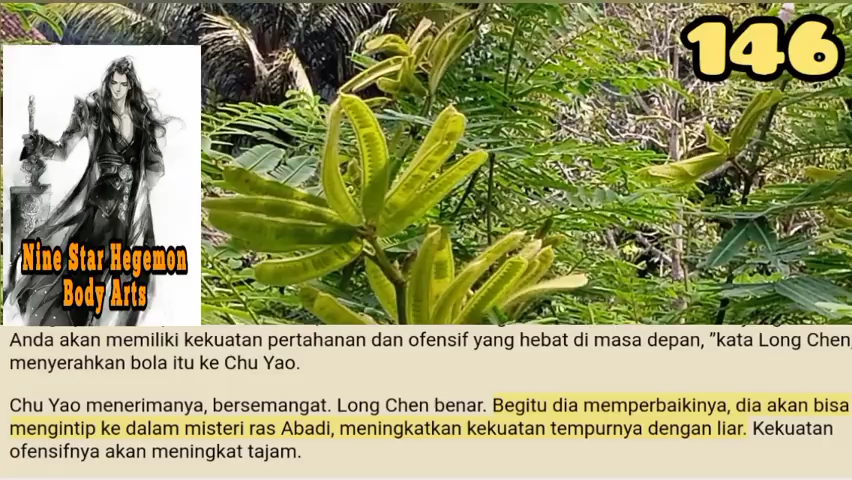 146
Nine Star Hegemon
Body Arts
Anda akan memiliki kekuatan pertahanan dan ofensif yang hebat di masa depan, ”kata Long Chen,
menyerahkan bola itu ke Chu Yao.
Chu Yao menerimanya, bersemangat. Long Chen benar. Begitu dia memperbaikinya, dia akan bisa
mengintip ke dalam misteri ras Abadi, meningkatkan kekuatan tempurnya dengan liar. Kekuatan
ofensifnya akan meningkat tajam.